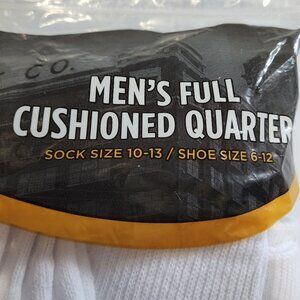 CO.
MEN'S FULL
CUSHIONED QUARTER
SOCK SIZE 10-13 / SHOE SIZE 6-12